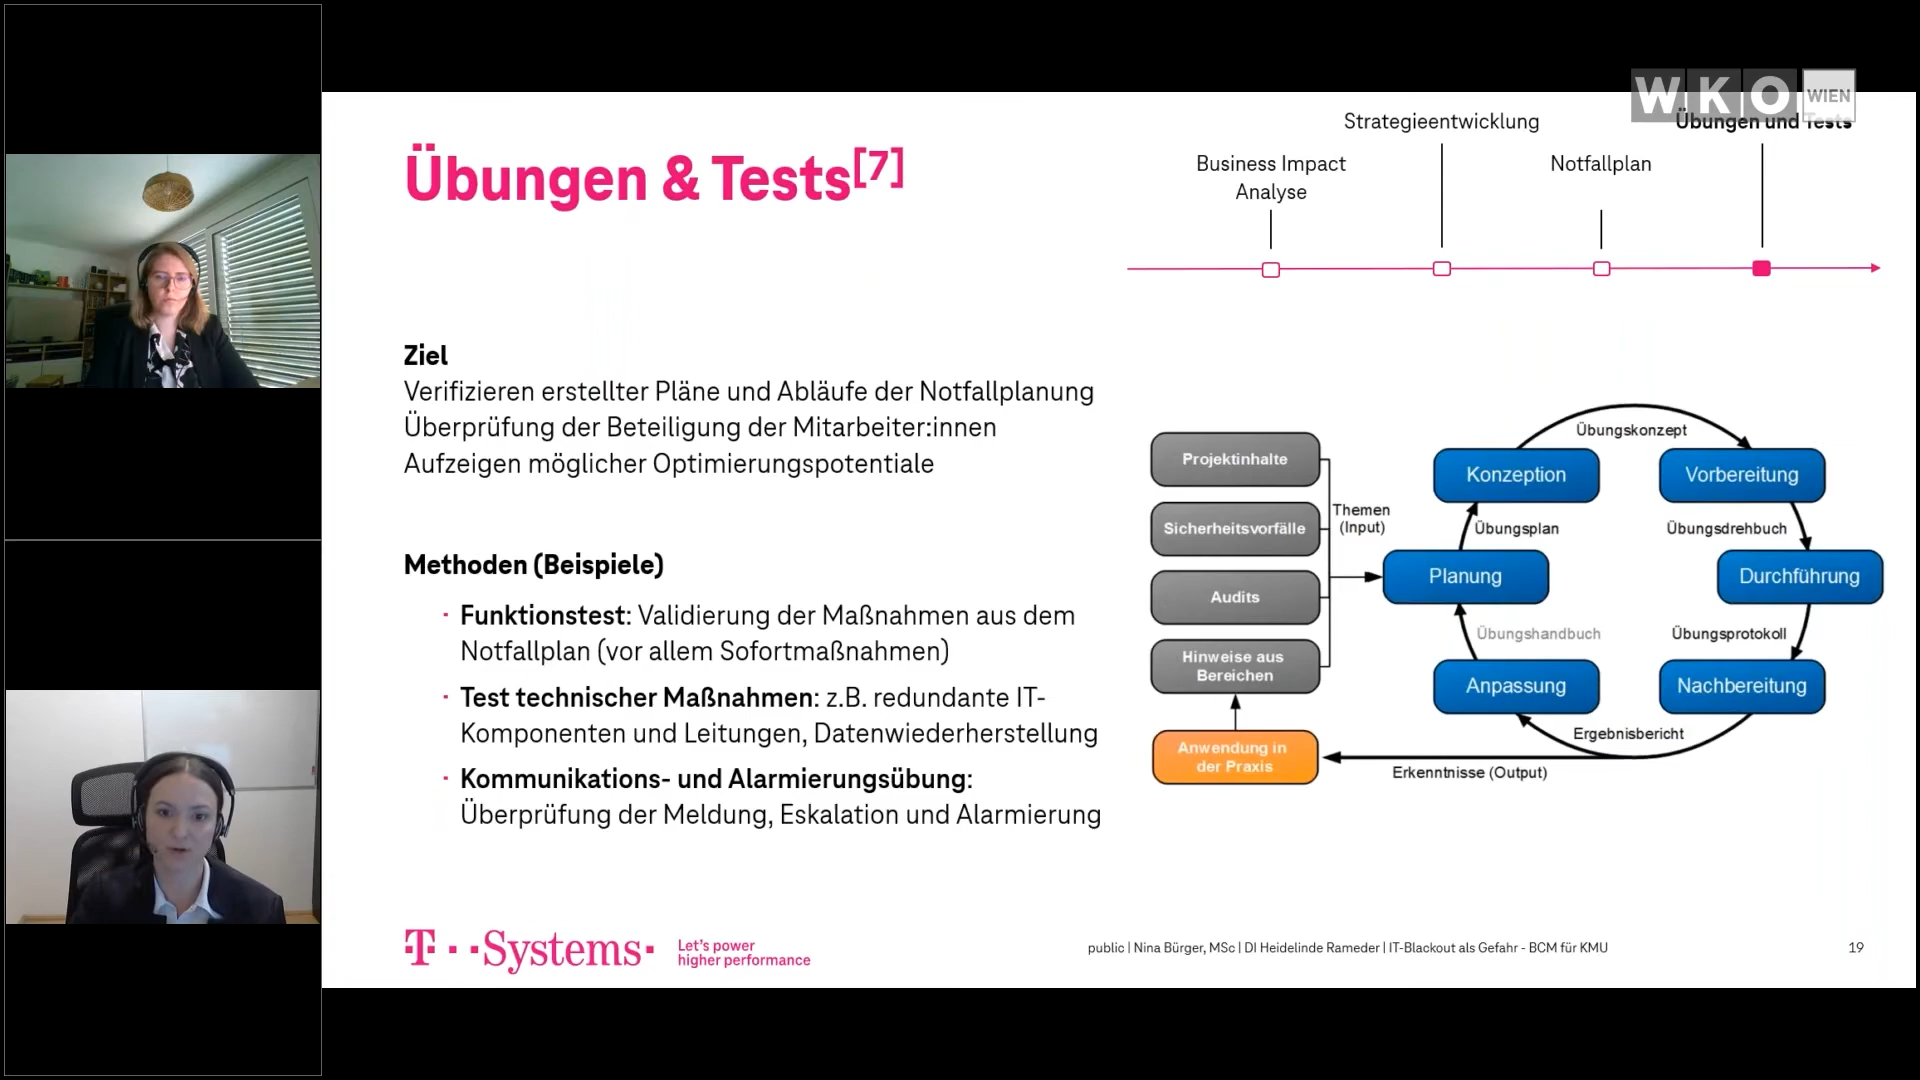 WKO WIEN
Übungen & Tests[7]
Strategieentwicklung
Übungen und Tests
Business Impact
Analyse
Notfallplan
Ziel
Verifizieren erstellter Pläne und Abläufe der Notfallplanung
Überprüfung der Beteiligung der Mitarbeiter:innen
Aufzeigen möglicher Optimierungspotentiale
Methoden (Beispiele)
· Funktionstest: Validierung der Maßnahmen aus dem
Notfallplan (vor allem Sofortmaßnahmen)
· Test technischer Maßnahmen: z.B. redundante IT-
Komponenten und Leitungen, Datenwiederherstellung
· Kommunikations- und Alarmierungsübung:
Überprüfung der Meldung, Eskalation und Alarmierung
Projektinhalte
Sicherheitsvorfälle
Audits
Hinweise aus
Bereichen
Anwendung in
der Praxis
Themen
(Input)
Planung
Übungsplan
Konzeption
Übungskonzept
Vorbereitung
Übungsdrehbuch
Durchführung
Übungsprotokoll
Nachbereitung
Ergebnisbericht
Anpassung
Übungshandbuch
Erkenntnisse (Output)
T · · Systems ·
Let's power
higher performance
public | Nina Bürger, MSc | DI Heidelinde Rameder | IT-Blackout als Gefahr - BCM für KMU
19